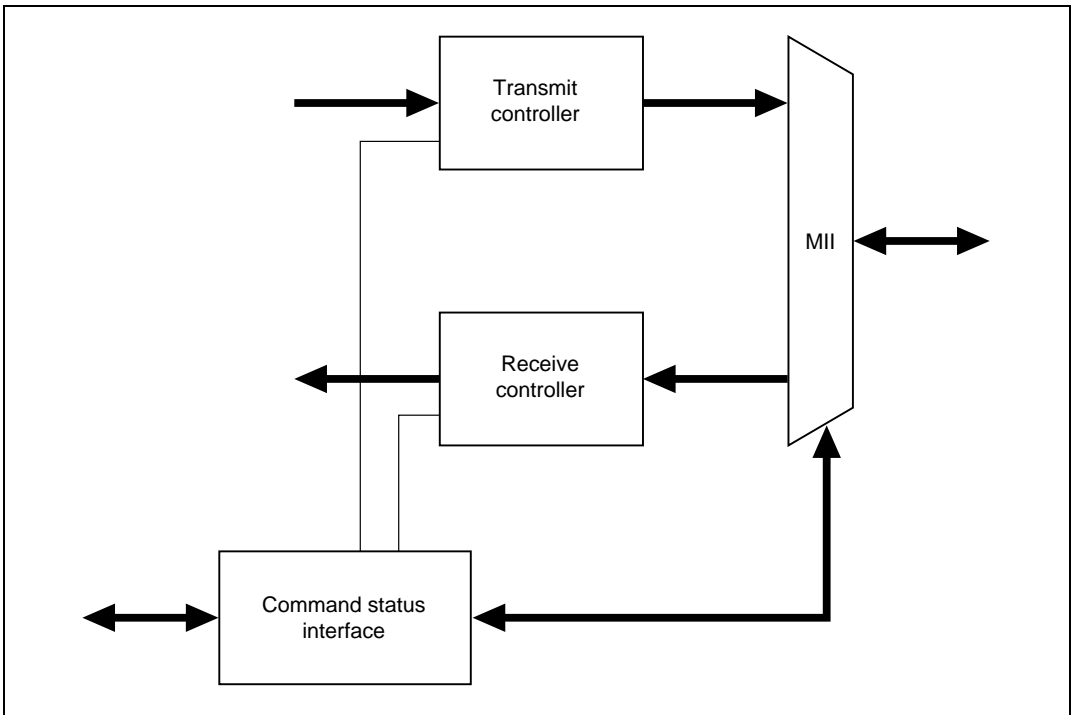 Transmit
controller
MII
Receive
controller
Command status
interface